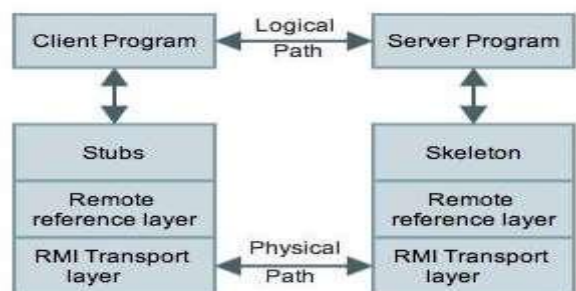 Client Program
Logical
Path
Server Program
Stubs
Skeleton
Remote
reference layer
Remote
reference layer
RMI Transport
layer
Physical
Path
RMI Transport
layer